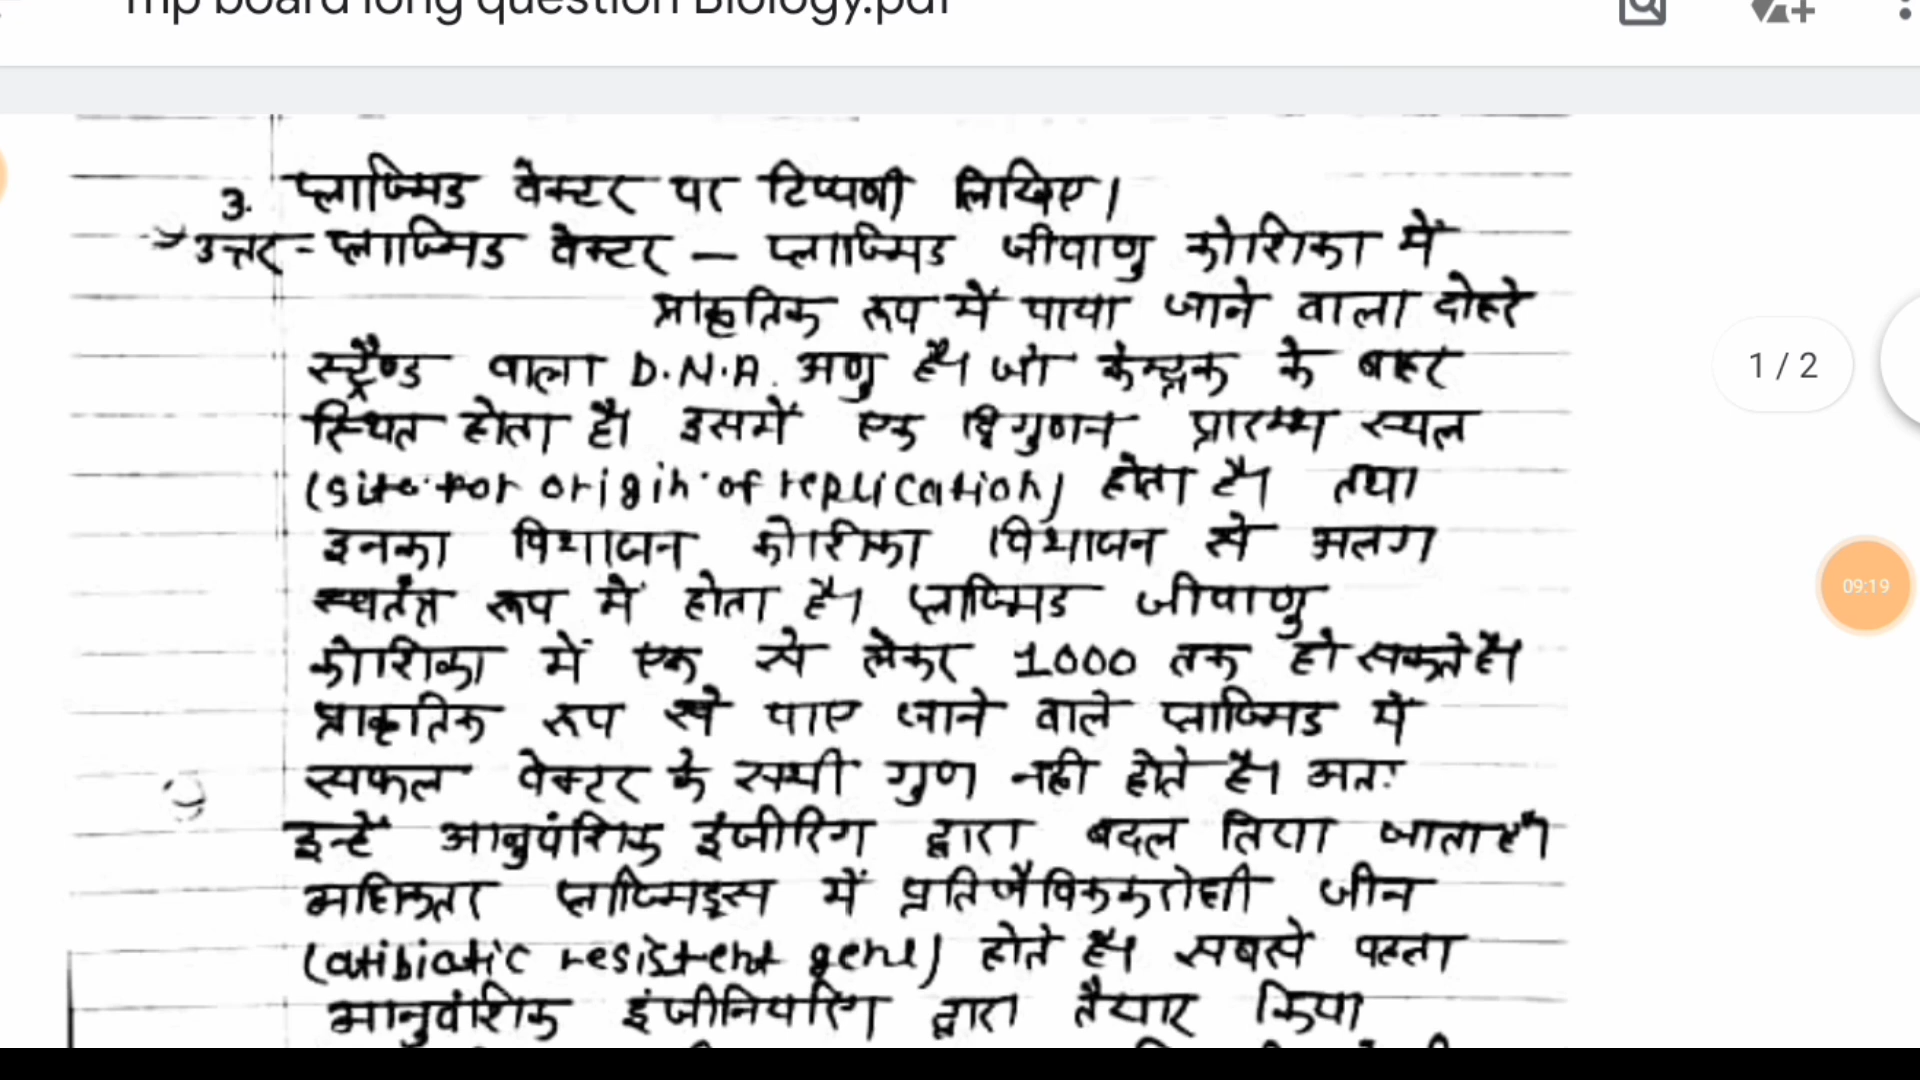 mp board long question Biology.pdf
3. प्लाज्मिड वेक्टर पर टिप्पणी लिखिए।
उत्तर - प्लाज्मिड वेक्टर – प्लाज्मिड जीवाणु कोशिका में
प्राकृतिक रूप में पाया जाने वाला दोहरे
स्ट्रैण्ड वाला D.N.A. अणु है। जो केन्द्रक के बाहर
स्थित होता है। इसमें एक द्विगुणन प्रारम्भ स्थल
(site for origin of replication) होता है। तथा
इनका विभाजन कोशिका विभाजन से अलग
स्वतंत्र रूप में होता है। प्लाज्मिड जीवाणु
कोशिका में एक से लेकर 1000 तक हो सकते है।
1 / 2
प्राकृतिक रूप से पाए जाने वाले प्लाज्मिड में
सफल वेक्टर के सभी गुण नही होते है। अतः
इन्हें आनुवंशिक इंजीरिंग द्वारा बदल लिया जाता है।
अधिकतर प्लाज्मिड्स में प्रतिजैविककरोधी जीन
(atibiatic resistent gene) होते है। सबसे पहला
आनुवंशिक इंजीनियरिंग द्वारा तैयार किया
09:19